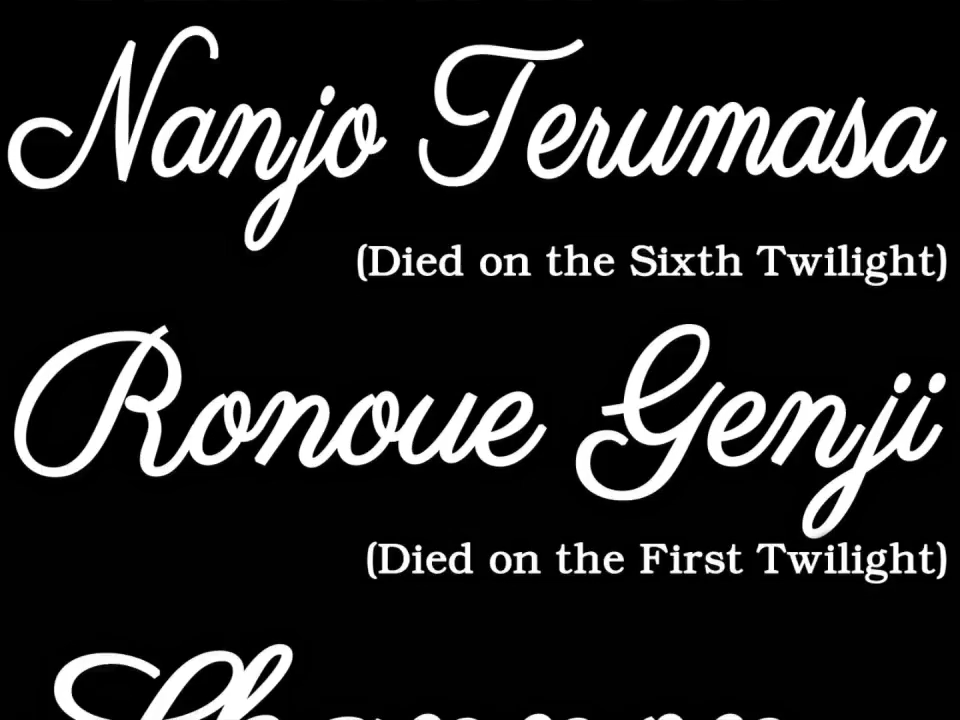 Nanjo Terumasa
(Died on the Sixth Twilight)
Ronoue Genji
(Died on the First Twilight)